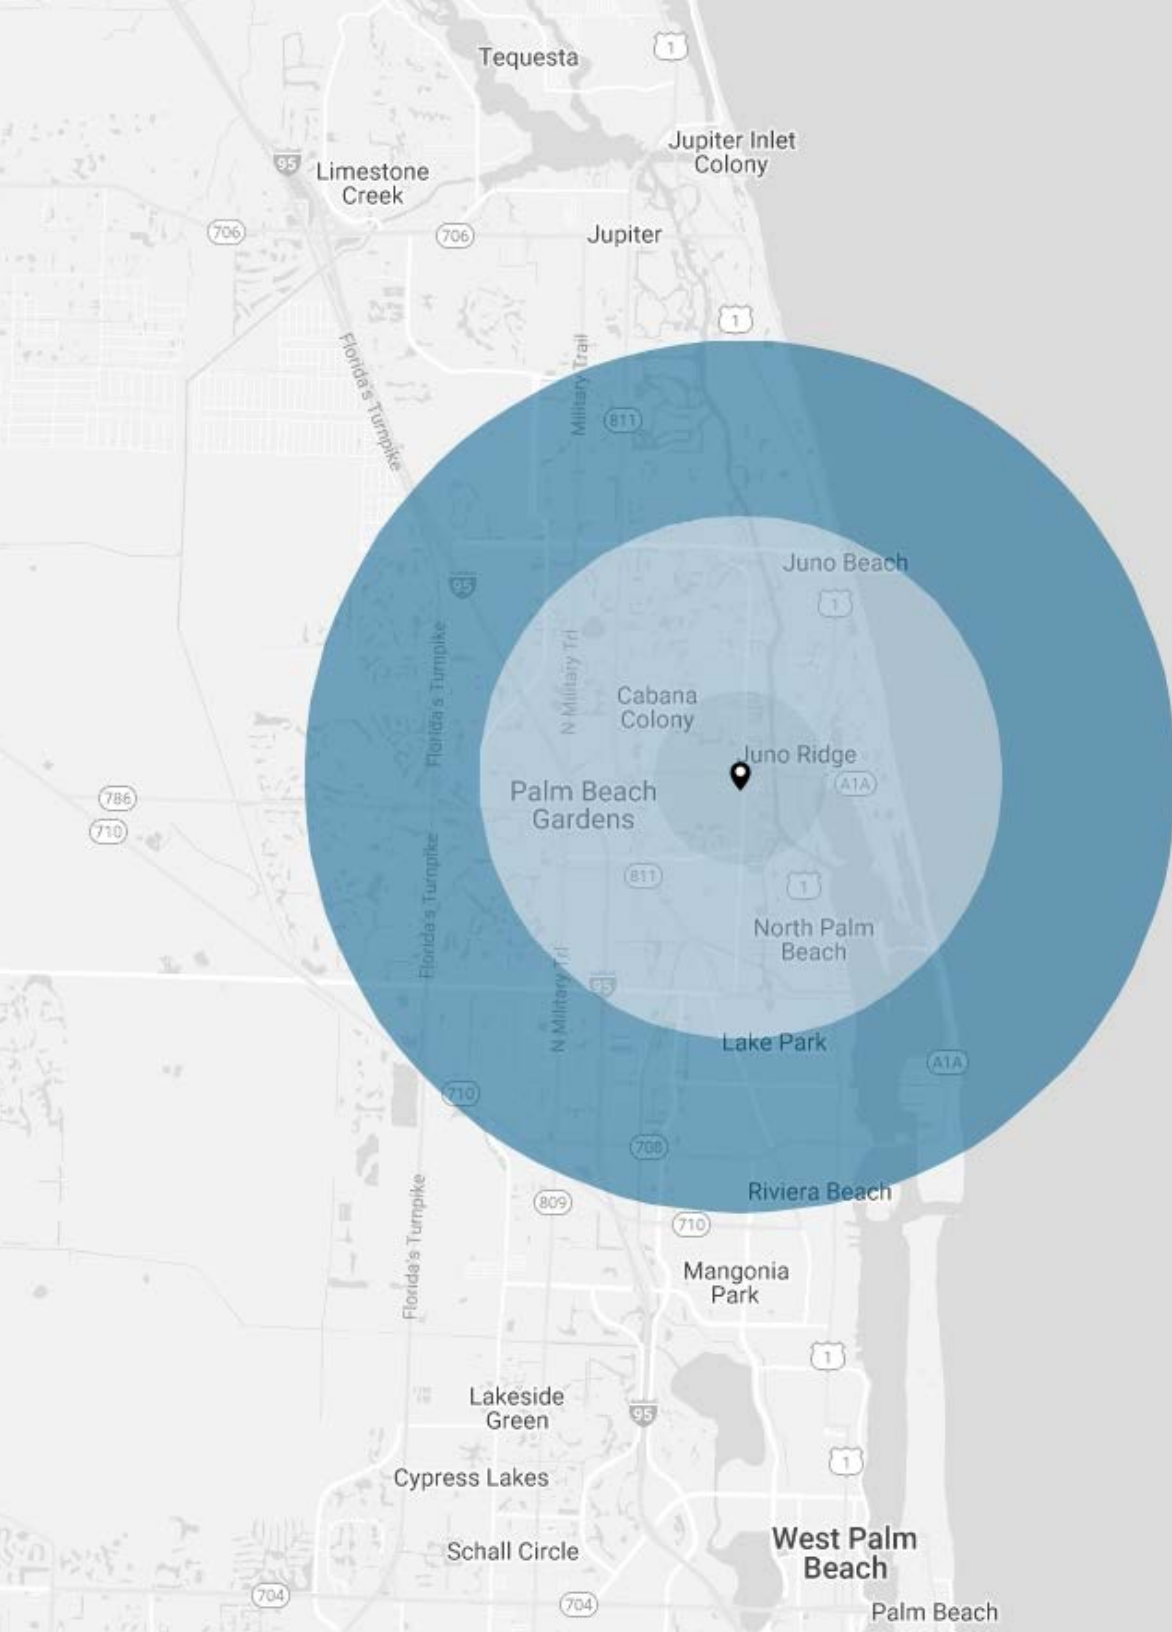 Tequesta
1
Jupiter Inlet
Colony
95
Limestone
Creek
706
706
Jupiter
1
Florida's Turnpike
Military Trail
811
Juno Beach
95
1
Florida's Turnpike
N Military Trl
Cabana
Colony
Juno Ridge
A1A
Palm Beach
Gardens
786
710
Florida's Turnpike
811
1
North Palm
Beach
N Military Trl
95
Lake Park
A1A
710
708
Riviera Beach
809
710
Florida's Turnpike
Mangonia
Park
1
Lakeside
Green
95
1
Cypress Lakes
West Palm
Beach
Schall Circle
704
704
Palm Beach